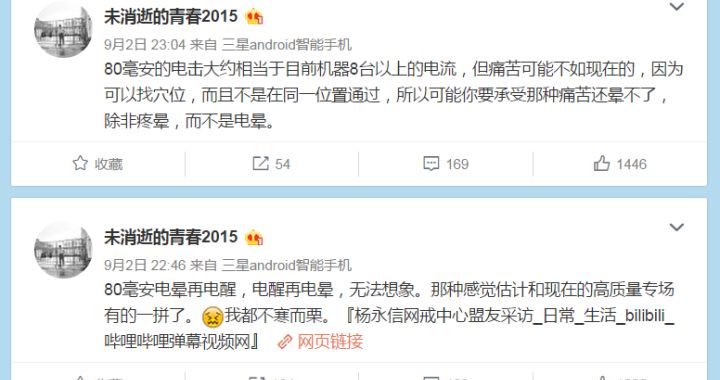 未消逝的青春2015
9月2日 23:04 来自 三星android智能手机
80毫安的电击大约相当于目前机器8台以上的电流，但痛苦可能不如现在的，因为
可以找穴位，而且不是在同一位置通过，所以可能你要承受那种痛苦还晕不了，
除非疼晕，而不是电晕。
收藏 54 169 1446
未消逝的青春2015
9月2日 22:46 来自 三星android智能手机
80毫安电晕再电醒，电醒再电晕，无法想象。那种感觉估计和现在的高质量专场
有的一拼了。我都不寒而栗。『杨永信网戒中心盟友采访_日常_生活_bilibili_
哔哩哔哩弹幕视频网』 网页链接